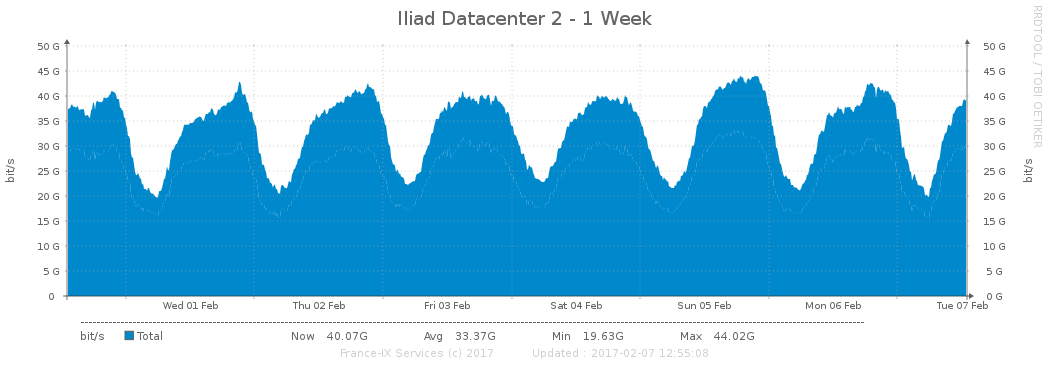 Iliad Datacenter 2 - 1 Week
RRDTOOL / TOBI OETIKER
50 G 50 G
45 G 45 G
40 G 40 G
35 G 35 G
30 G 30 G
25 G 25 G
20 G 20 G
15 G 15 G
10 G 10 G
5 G 5 G
0 0 G
bit/s bit/s
Wed 01 Feb Thu 02 Feb Fri 03 Feb Sat 04 Feb Sun 05 Feb Mon 06 Feb Tue 07 Feb
bit/s Total Now 40.07G Avg 33.37G Min 19.63G Max 44.02G
France-IX Services (c) 2017 Updated : 2017-02-07 12:55:08